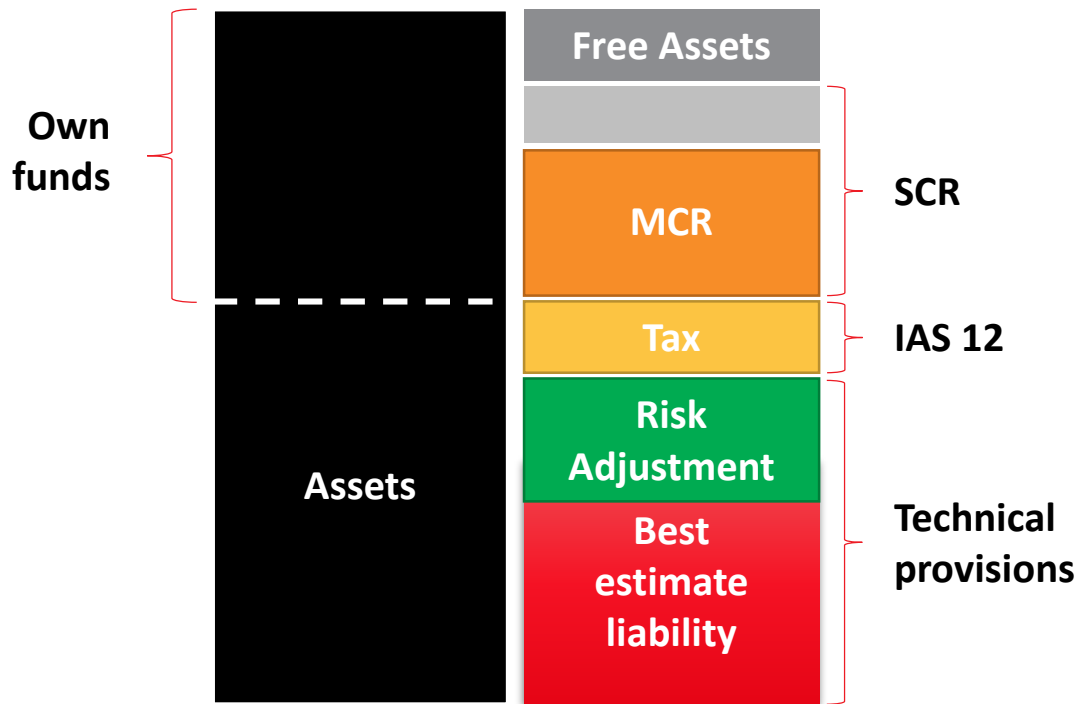 Own
funds
Assets
Free Assets
MCR
Tax
Risk
Adjustment
Best
estimate
liability
SCR
IAS 12
Technical
provisions